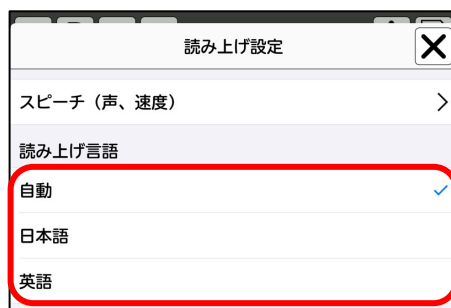 読み上げ設定
スピーチ（声、速度）
読み上げ言語
自動
日本語
英語